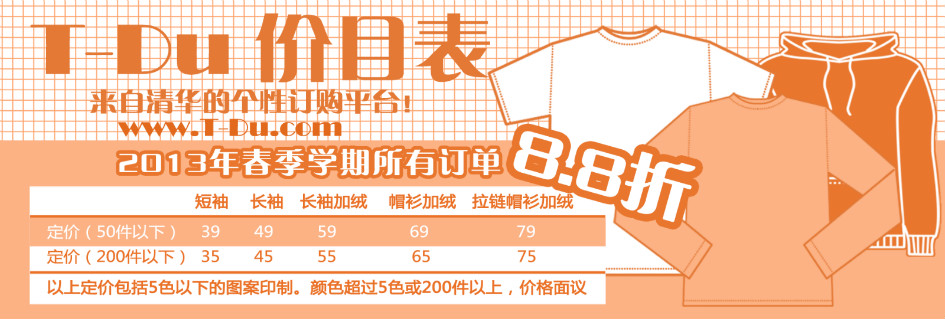 T-Du 价目表
来自清华的个性订购平台!
www.T-Du.com
2013年春季学期所有订单 8.8折
短袖 长袖 长袖加绒 帽衫加绒 拉链帽衫加绒
定价（50件以下）39 49 59 69 79
定价（200件以下）35 45 55 65 75
以上定价包括5色以下的图案印制。颜色超过5色或200件以上，价格面议